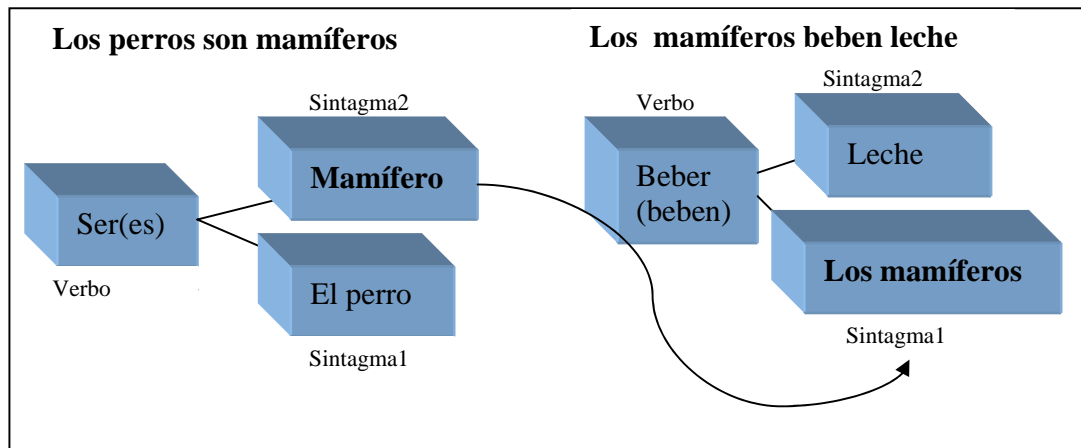 Los perros son mamíferos
Sintagma2
Mamífero
Ser(es)
Verbo
El perro
Sintagma1
Los mamíferos beben leche
Sintagma2
Verbo
Leche
Beber
(beben)
Los mamíferos
Sintagma1